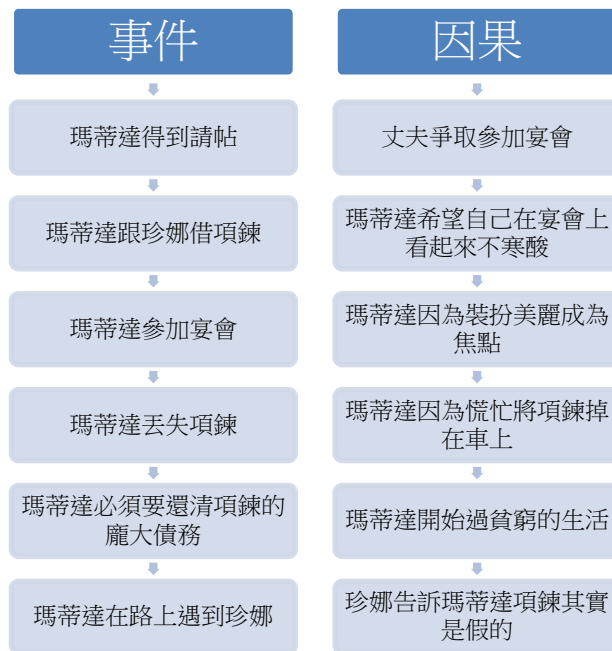 事件
瑪蒂達得到請帖
瑪蒂達跟珍娜借項鍊
瑪蒂達參加宴會
瑪蒂達丟失項鍊
瑪蒂達必須要還清項鍊的
龐大債務
瑪蒂達在路上遇到珍娜
因果
丈夫爭取參加宴會
瑪蒂達希望自己在宴會上
看起來不寒酸
瑪蒂達因為裝扮美麗成為
焦點
瑪蒂達因為慌忙將項鍊掉
在車上
瑪蒂達開始過貧窮的生活
珍娜告訴瑪蒂達項鍊其實
是假的